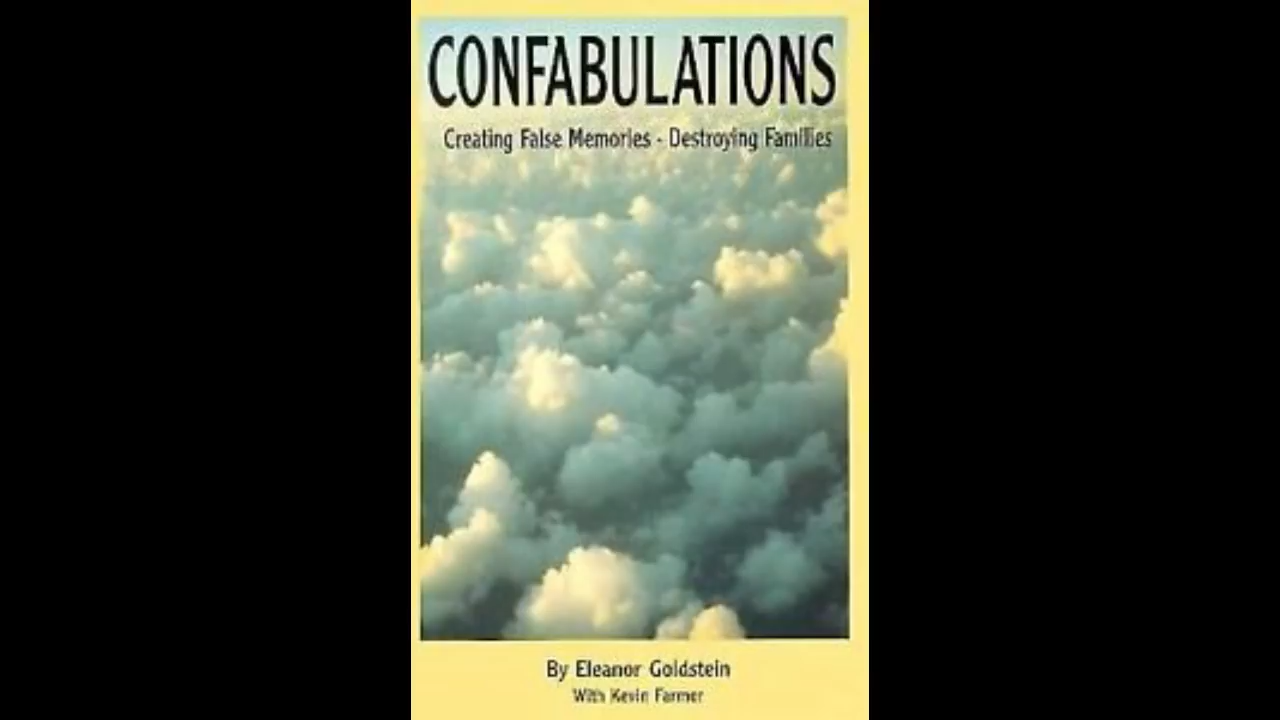 CONFABULATIONS
Creating False Memories - Destroying Families
By Eleanor Goldstein
With Kevin Farmer